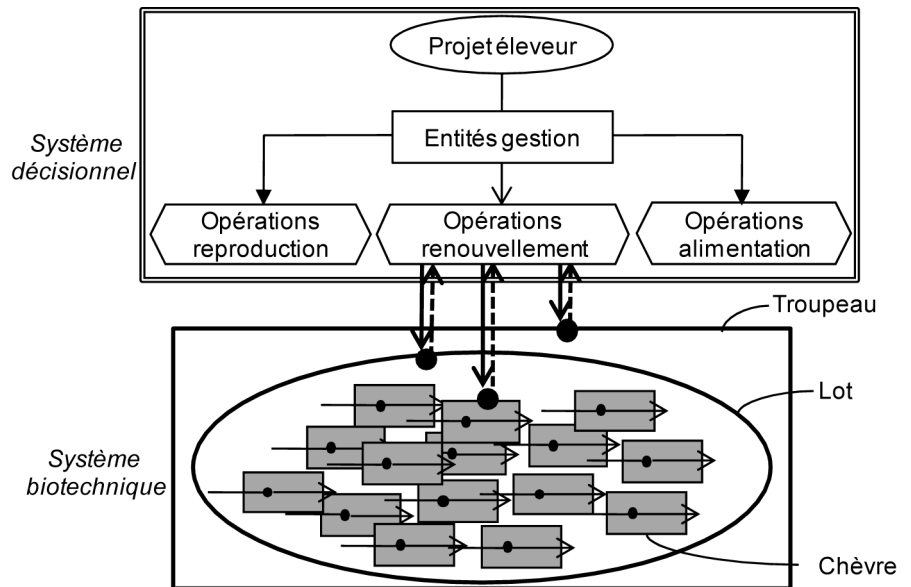 Projet éleveur
Entités gestion
Système
décisionnel
Opérations
reproduction
Opérations
renouvellement
Opérations
alimentation
Troupeau
Lot
Système
biotechnique
Chèvre